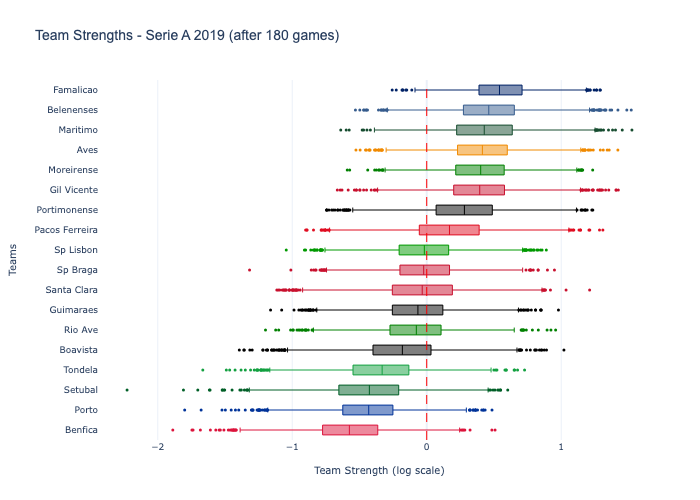 Team Strengths - Serie A 2019 (after 180 games)
Famalicao
Belenenses
Maritimo
Aves
Moreirense
Gil Vicente
Portimonense
Pacos Ferreira
Sp Lisbon
Sp Braga
Santa Clara
Guimaraes
Rio Ave
Boavista
Tondela
Setubal
Porto
Benfica
Teams
−2 −1 0 1
Team Strength (log scale)